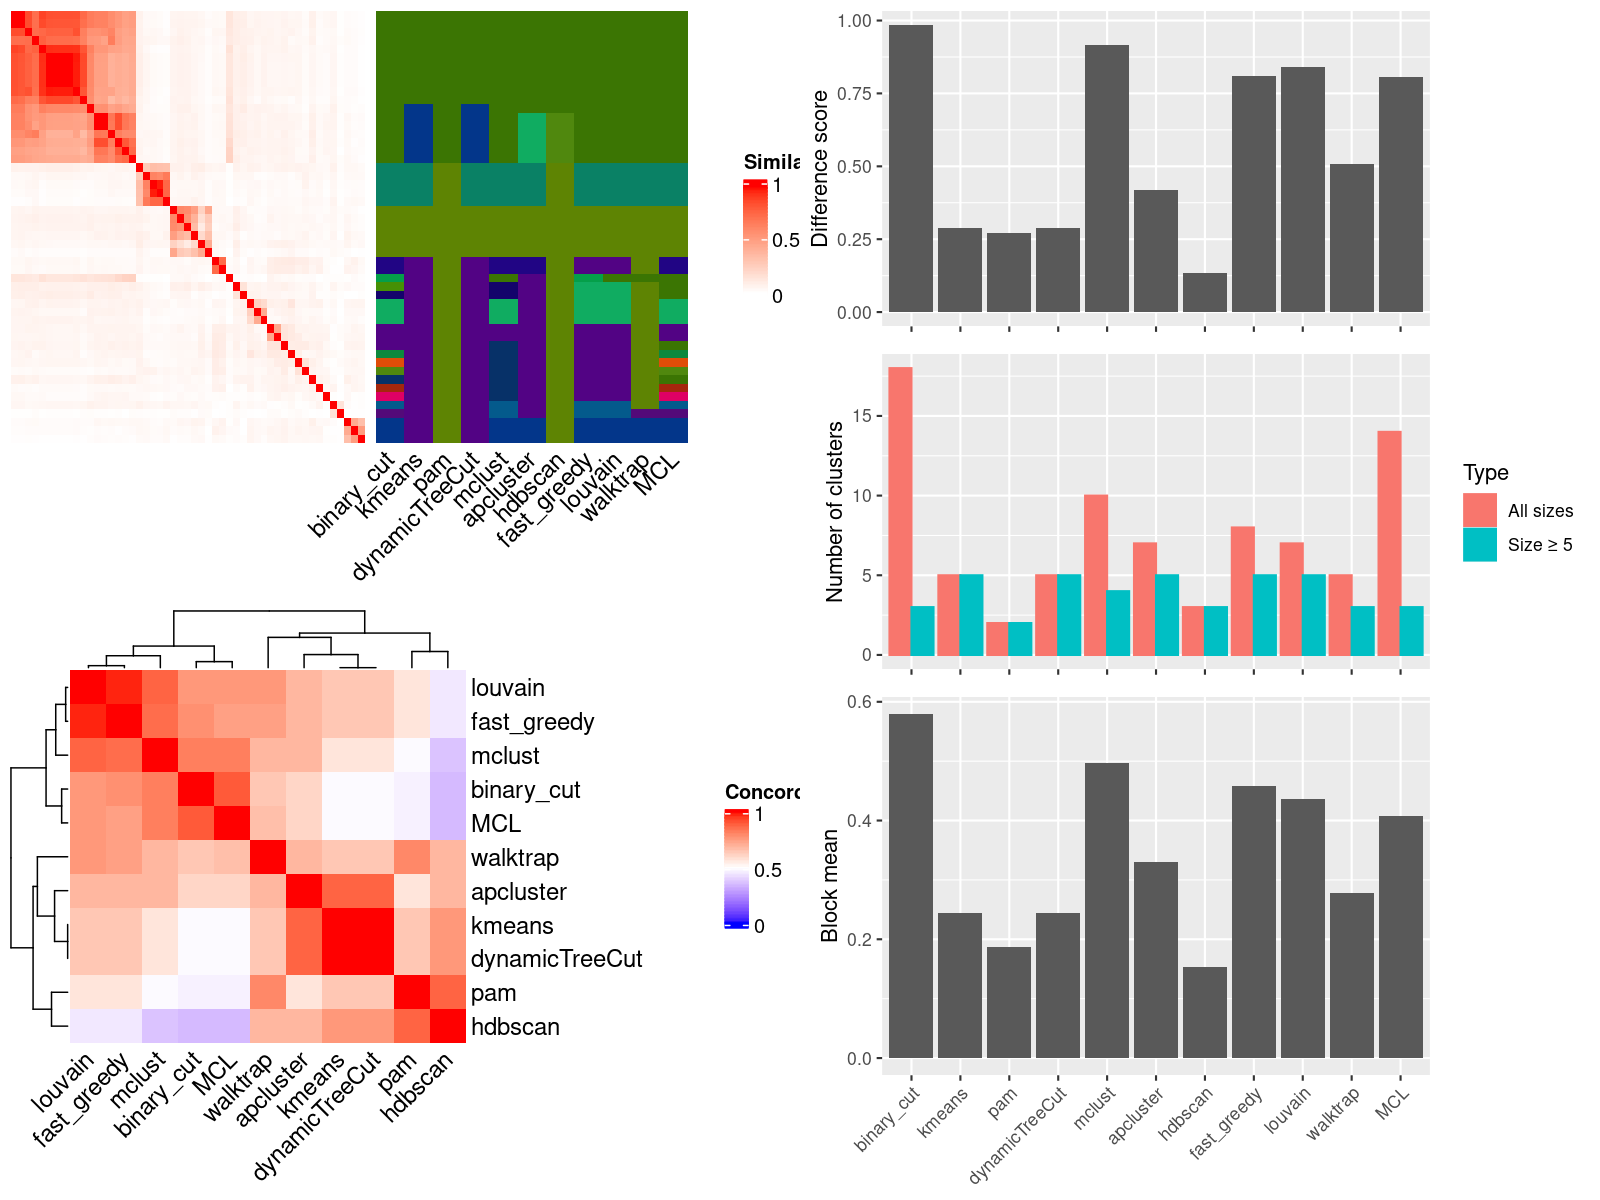 Simila
1
0.5
0
binary_cut
kmeans
pam
dynamicTreeCut
mclust
apcluster
hdbscan
fast_greedy
louvain
walktrap
MCL
louvain
fast_greedy
mclust
binary_cut
MCL
walktrap
apcluster
kmeans
dynamicTreeCut
pam
hdbscan
louvain
fast_greedy
mclust
binary_cut
MCL
walktrap
apcluster
kmeans
dynamicTreeCut
pam
hdbscan
Concord
1
0.5
0
Difference score
1.00
0.75
0.50
0.25
0.00
Number of clusters
15
10
5
0
Type
All sizes
Size ≥ 5
Block mean
0.6
0.4
0.2
0.0
binary_cut
kmeans
pam
dynamicTreeCut
mclust
apcluster
hdbscan
fast_greedy
louvain
walktrap
MCL